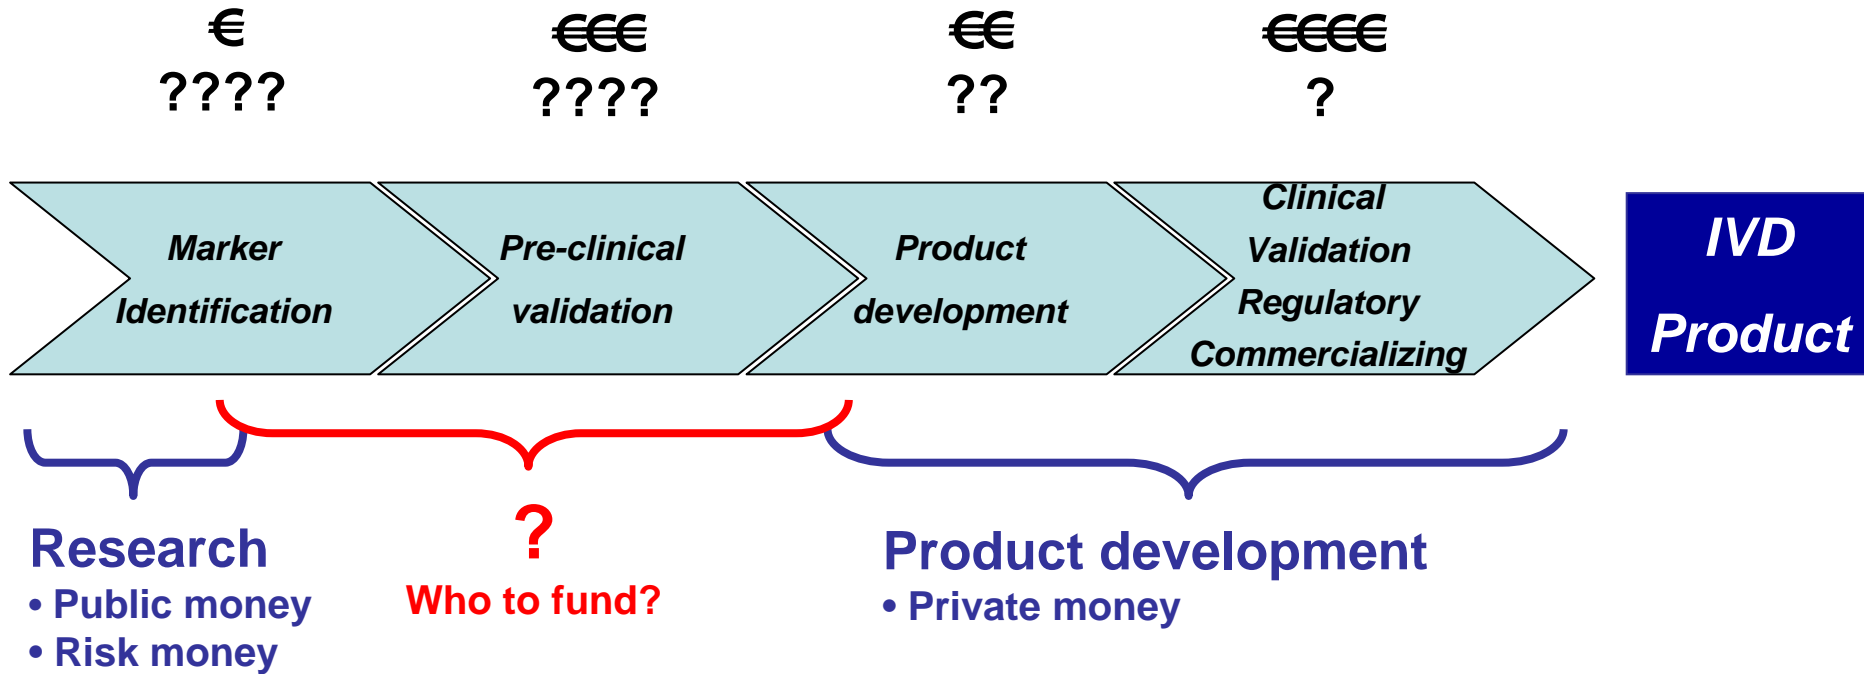 € €€€ €€ €€€€
???? ???? ?? ?
Marker
Identification
Pre-clinical
validation
Product
development
Clinical
Validation
Regulatory
Commercializing
IVD
Product
Research
• Public money
• Risk money
?
Who to fund?
Product development
• Private money